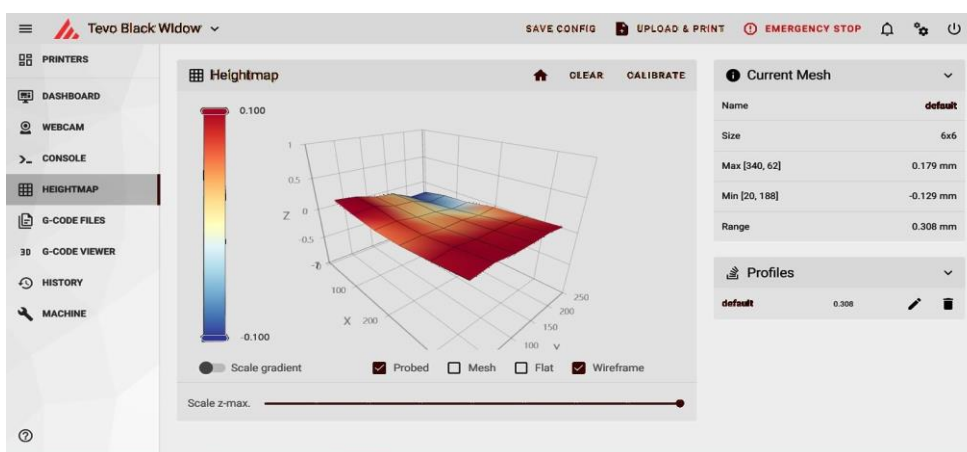 Tevo Black Widow
SAVE CONFIG
UPLOAD & PRINT
EMERGENCY STOP
PRINTERS
DASHBOARD
WEBCAM
CONSOLE
HEIGHTMAP
G-CODE FILES
3D G-CODE VIEWER
HISTORY
MACHINE
Heightmap
CLEAR
CALIBRATE
0.100
-0.100
1
0.5
Z 0
-0.5
100
X 200
250
200
150
100 Y
Scale gradient
Probed
Mesh
Flat
Wireframe
Scale z-max.
Current Mesh
Name default
Size 6x6
Max [340, 62] 0.179 mm
Min [20, 188] -0.129 mm
Range 0.308 mm
Profiles
default 0.308